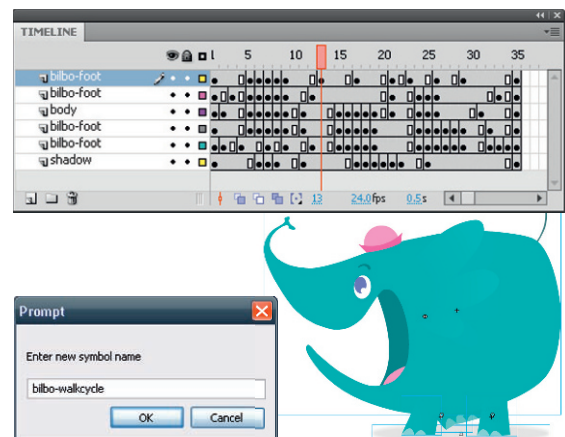 TIMELINE
1 5 10 15 20 25 30 35
bilbo-foot
bilbo-foot
body
bilbo-foot
bilbo-foot
shadow
13 24.0fps 0.5s
Prompt
Enter new symbol name
bilbo-walkcycle
OK Cancel